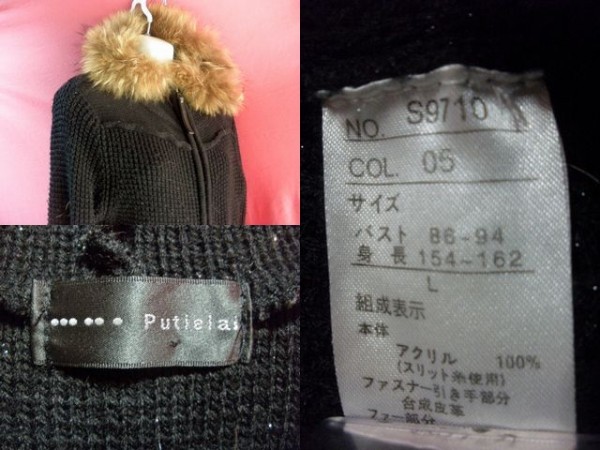 Putiela
NO. S9710
COL. 05
サイズ
バスト 86-94
身長 154-162
L
組成表示
本体
アクリル 100%
(スリット糸使用)
ファスナー引き手部分
合成皮革
ファー部分